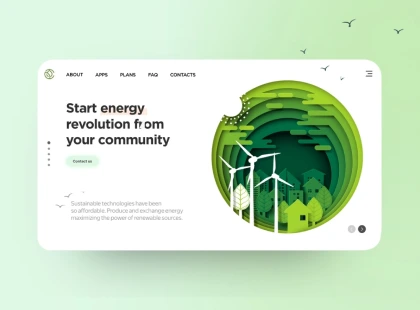 ABOUT APPS PLANS FAQ CONTACTS
Start energy
revolution from
your community
Contact us
Sustainable technologies have been
so affordable. Produce and exchange energy
maximizing the power of renewable sources.